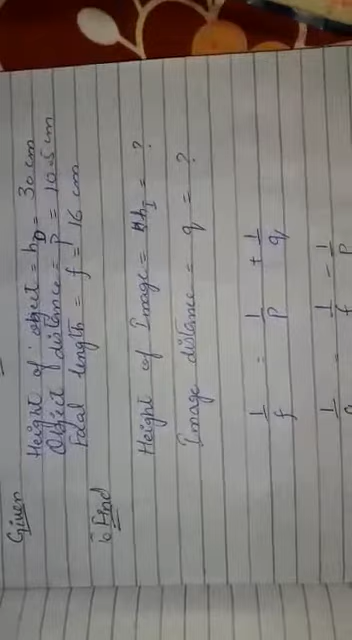 Given
Height of object = ho = 30 cm
Object distance = p = 10.5 cm
Focal length = f = 16 cm
To Find
Height of Image = hI = ?
Image distance = q = ?
1/f = 1/p + 1/q
1/q = 1/f - 1/p